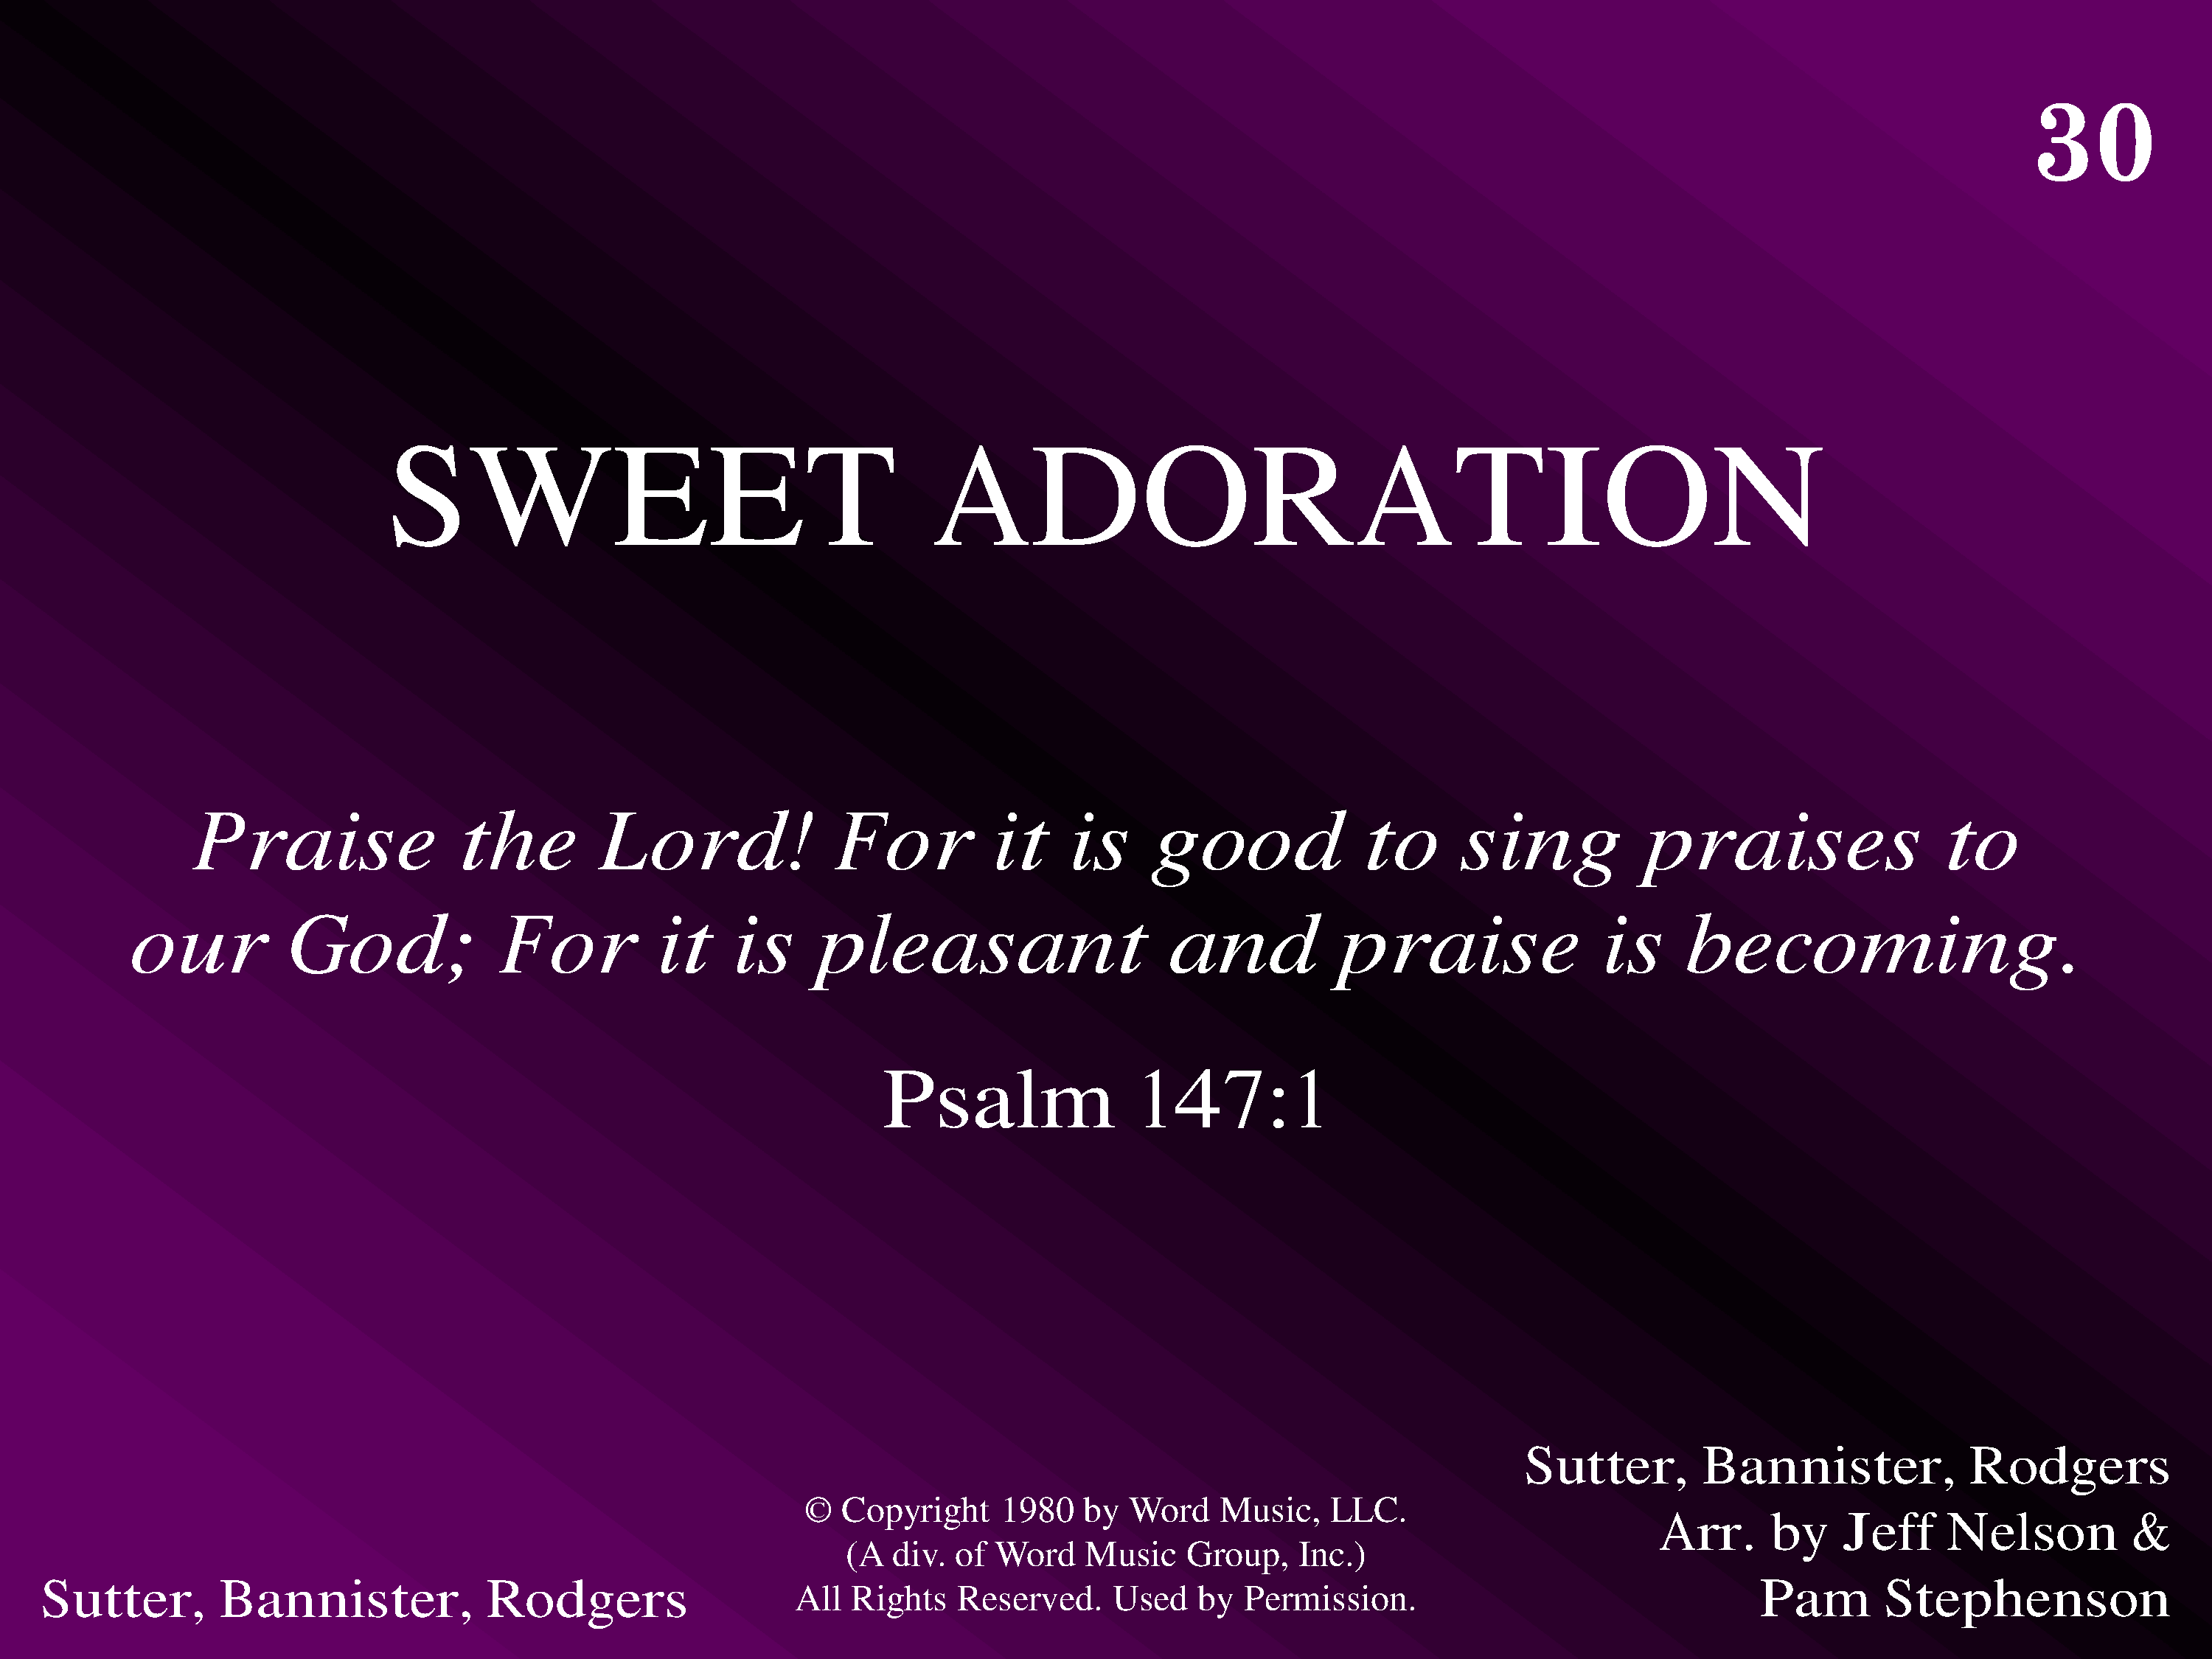 30
SWEET ADORATION
Praise the Lord! For it is good to sing praises to
our God; For it is pleasant and praise is becoming.
Psalm 147:1
Sutter, Bannister, Rodgers
© Copyright 1980 by Word Music, LLC.
(A div. of Word Music Group, Inc.)
All Rights Reserved. Used by Permission.
Sutter, Bannister, Rodgers
Arr. by Jeff Nelson &
Pam Stephenson